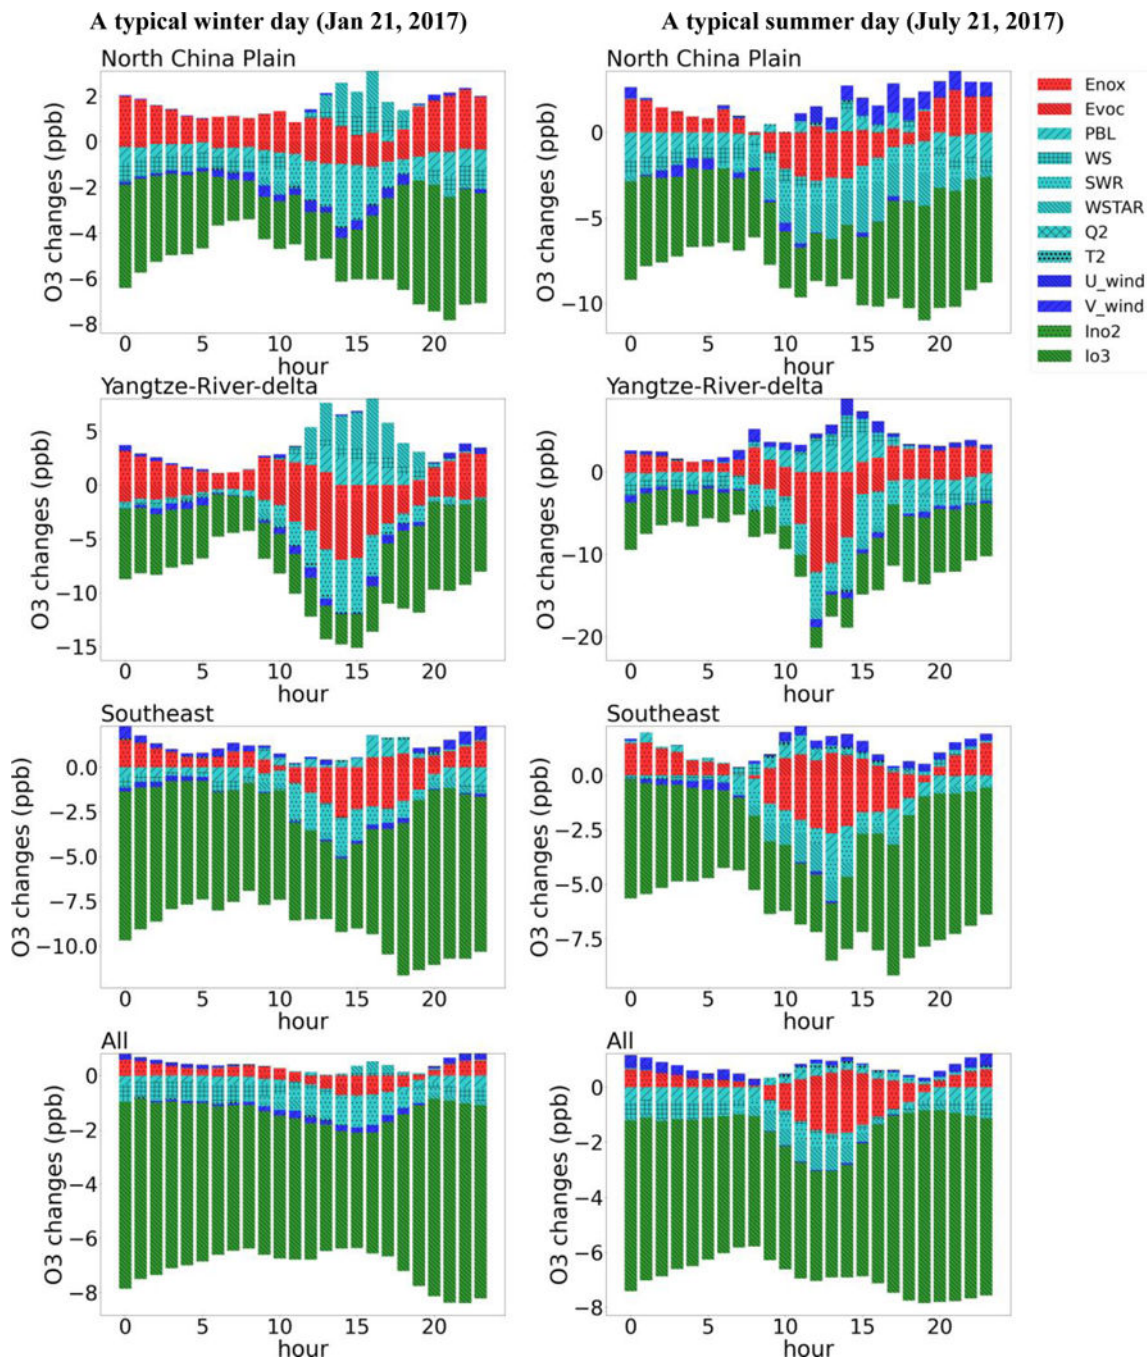 A typical winter day (Jan 21, 2017)
A typical summer day (July 21, 2017)
North China Plain
O3 changes (ppb)
2
0
−2
−4
−6
−8
0 5 10 15 20
hour
North China Plain
O3 changes (ppb)
0
−5
−10
0 5 10 15 20
hour
Enox
Evoc
PBL
WS
SWR
WSTAR
Q2
T2
U_wind
V_wind
Ino2
Io3
Yangtze-River-delta
O3 changes (ppb)
5
0
−5
−10
−15
0 5 10 15 20
hour
Yangtze-River-delta
O3 changes (ppb)
0
−10
−20
0 5 10 15 20
hour
Southeast
O3 changes (ppb)
0.0
−2.5
−5.0
−7.5
−10.0
0 5 10 15 20
hour
Southeast
O3 changes (ppb)
0.0
−2.5
−5.0
−7.5
0 5 10 15 20
hour
All
O3 changes (ppb)
0
−2
−4
−6
−8
0 5 10 15 20
hour
All
O3 changes (ppb)
0
−2
−4
−6
−8
0 5 10 15 20
hour